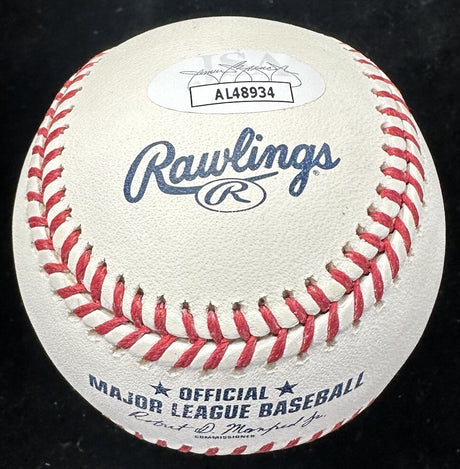 JSA
AL48934
Rawlings
R
★ OFFICIAL ★
MAJOR LEAGUE BASEBALL
Robert D. Manfred Jr.
COMMISSIONER